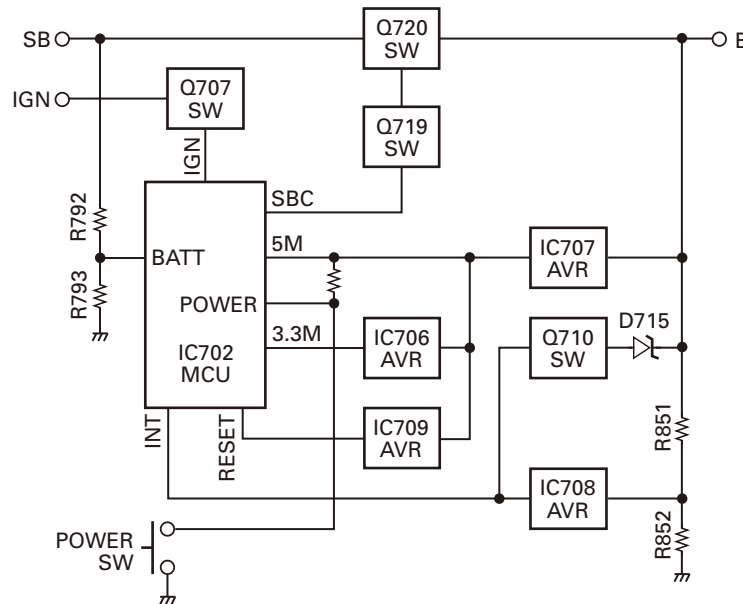 SB
Q720
SW
B
IGN
Q707
SW
Q719
SW
IGN
SBC
R792
5M
IC707
AVR
BATT
R793
POWER
D715
3.3M
IC706
AVR
Q710
SW
IC702
MCU
R851
INT
RESET
IC709
AVR
IC708
AVR
R852
POWER
SW